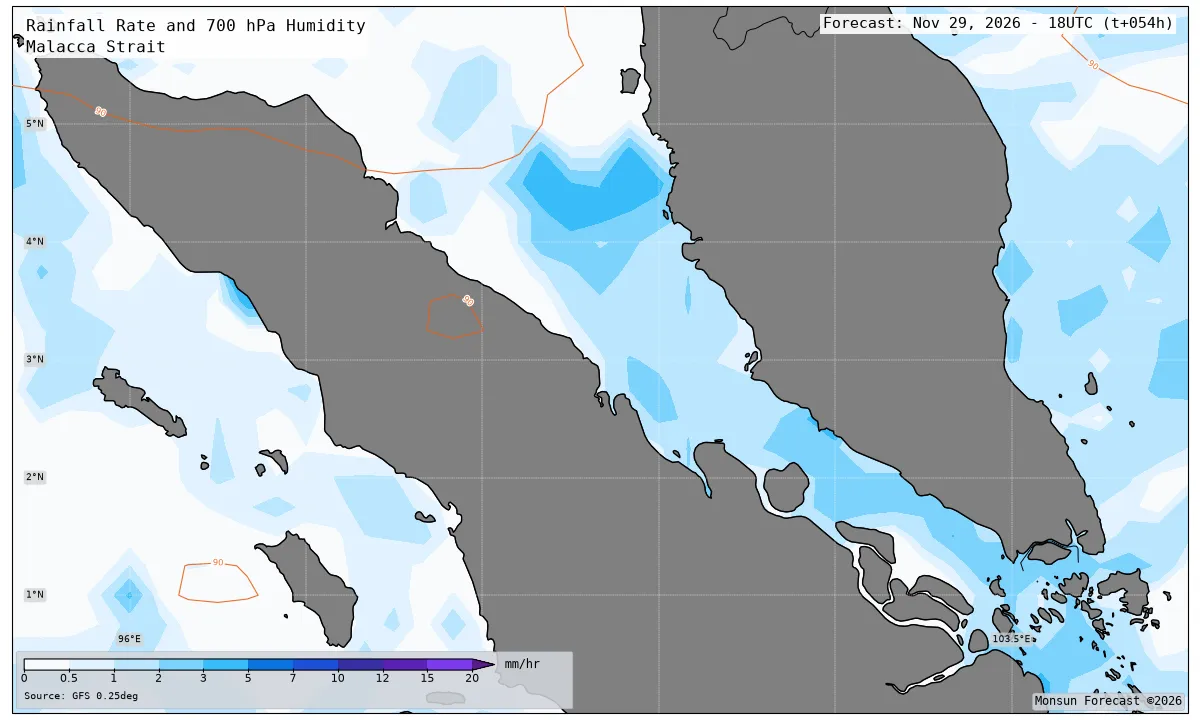 Rainfall Rate and 700 hPa Humidity
Malacca Strait
Forecast: Nov 29, 2026 - 18UTC (t+054h)
90
90
5°N
4°N
90
3°N
2°N
90
1°N
96°E
103.5°E
mm/hr
0 0.5 1 2 3 5 7 10 12 15 20
Source: GFS 0.25deg
Monsun Forecast ©2026